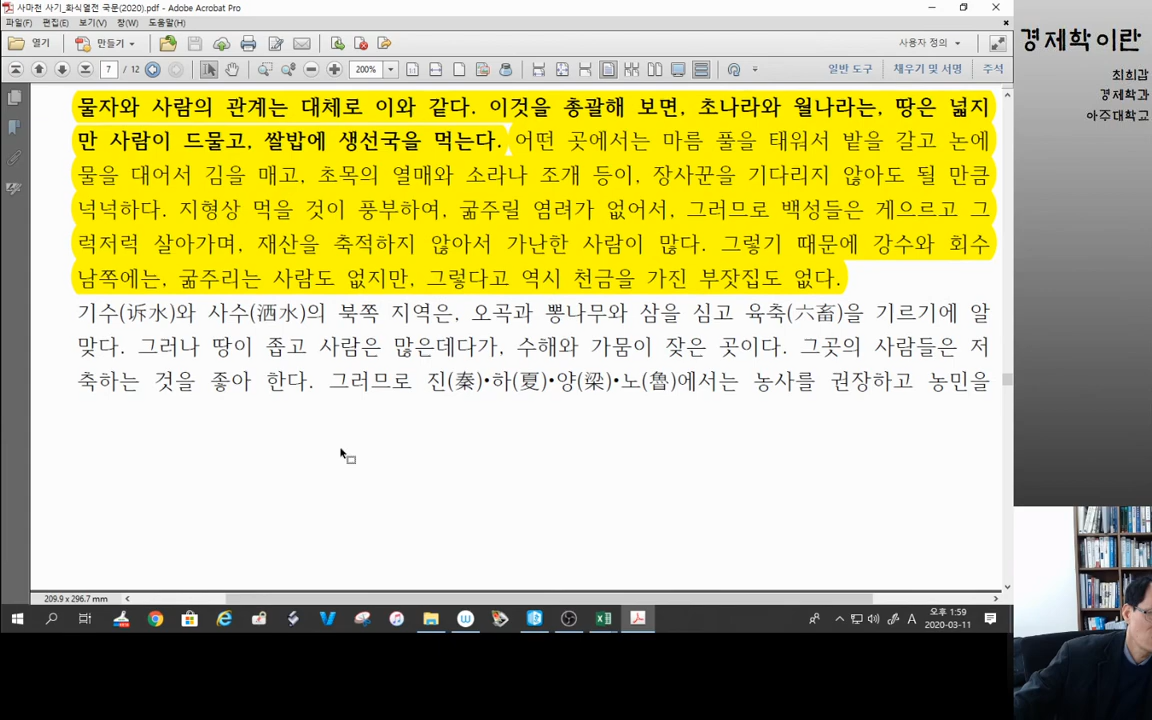 사마천 사기_화식열전 국문(2020).pdf - Adobe Acrobat Pro
파일(F) 편집(E) 보기(V) 창(W) 도움말(H)
열기 만들기 사용자 정의
7 / 12 200% 일반 도구 채우기 및 서명 주석
물자와 사람의 관계는 대체로 이와 같다. 이것을 총괄해 보면, 초나라와 월나라는, 땅은 넓지
만 사람이 드물고, 쌀밥에 생선국을 먹는다. 어떤 곳에서는 마름 풀을 태워서 밭을 갈고 논에
물을 대어서 김을 매고, 초목의 열매와 소라나 조개 등이, 장사꾼을 기다리지 않아도 될 만큼
넉넉하다. 지형상 먹을 것이 풍부하여, 굶주릴 염려가 없어서, 그러므로 백성들은 게으르고 그
럭저럭 살아가며, 재산을 축적하지 않아서 가난한 사람이 많다. 그렇기 때문에 강수와 회수
남쪽에는, 굶주리는 사람도 없지만, 그렇다고 역시 천금을 가진 부잣집도 없다.
기수(诉水)와 사수(洒水)의 북쪽 지역은, 오곡과 뽕나무와 삼을 심고 육축(六畜)을 기르기에 알
맞다. 그러나 땅이 좁고 사람은 많은데다가, 수해와 가뭄이 잦은 곳이다. 그곳의 사람들은 저
축하는 것을 좋아 한다. 그러므로 진(秦)•하(夏)•양(梁)•노(魯)에서는 농사를 권장하고 농민을
209.9 x 296.7 mm
A 오후 1:59
2020-03-11
경제학이란
최희갑
경제학과
아주대학교